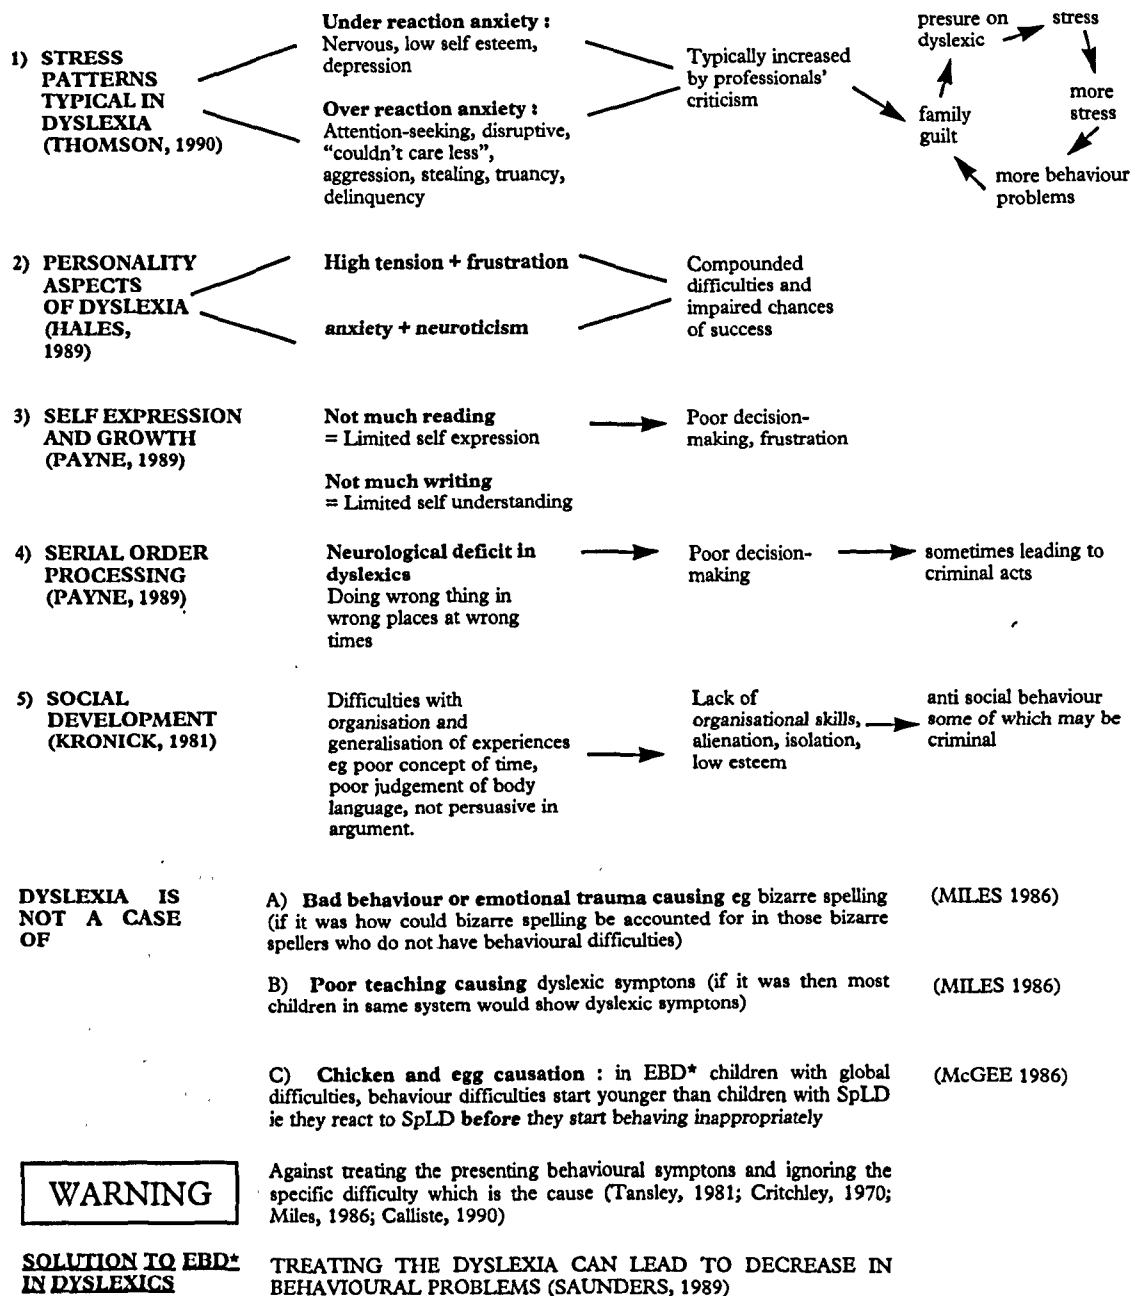 1) STRESS
PATTERNS
TYPICAL IN
DYSLEXIA
(THOMSON, 1990)
Under reaction anxiety :
Nervous, low self esteem,
depression
Over reaction anxiety :
Attention-seeking, disruptive,
“couldn’t care less”,
aggression, stealing, truancy,
delinquency
Typically increased
by professionals’
criticism
family
guilt
presure on
dyslexic
stress
more
stress
more behaviour
problems
2) PERSONALITY
ASPECTS
OF DYSLEXIA
(HALES,
1989)
High tension + frustration
anxiety + neuroticism
Compounded
difficulties and
impaired chances
of success
3) SELF EXPRESSION
AND GROWTH
(PAYNE, 1989)
Not much reading
= Limited self expression
Not much writing
= Limited self understanding
Poor decision-
making, frustration
4) SERIAL ORDER
PROCESSING
(PAYNE, 1989)
Neurological deficit in
dyslexics
Doing wrong thing in
wrong places at wrong
times
Poor decision-
making
sometimes leading to
criminal acts
5) SOCIAL
DEVELOPMENT
(KRONICK, 1981)
Difficulties with
organisation and
generalisation of experiences
eg poor concept of time,
poor judgement of body
language, not persuasive in
argument.
Lack of
organisational skills,
alienation, isolation,
low esteem
anti social behaviour
some of which may be
criminal
DYSLEXIA IS
NOT A CASE
OF
A) Bad behaviour or emotional trauma causing eg bizarre spelling
(if it was how could bizarre spelling be accounted for in those bizarre
spellers who do not have behavioural difficulties)
(MILES 1986)
B) Poor teaching causing dyslexic symptons (if it was then most
children in same system would show dyslexic symptons)
(MILES 1986)
C) Chicken and egg causation : in EBD* children with global
difficulties, behaviour difficulties start younger than children with SpLD
ie they react to SpLD before they start behaving inappropriately
(McGEE 1986)
WARNING
Against treating the presenting behavioural symptons and ignoring the
specific difficulty which is the cause (Tansley, 1981; Critchley, 1970;
Miles, 1986; Calliste, 1990)
SOLUTION TO EBD*
IN DYSLEXICS
TREATING THE DYSLEXIA CAN LEAD TO DECREASE IN
BEHAVIOURAL PROBLEMS (SAUNDERS, 1989)